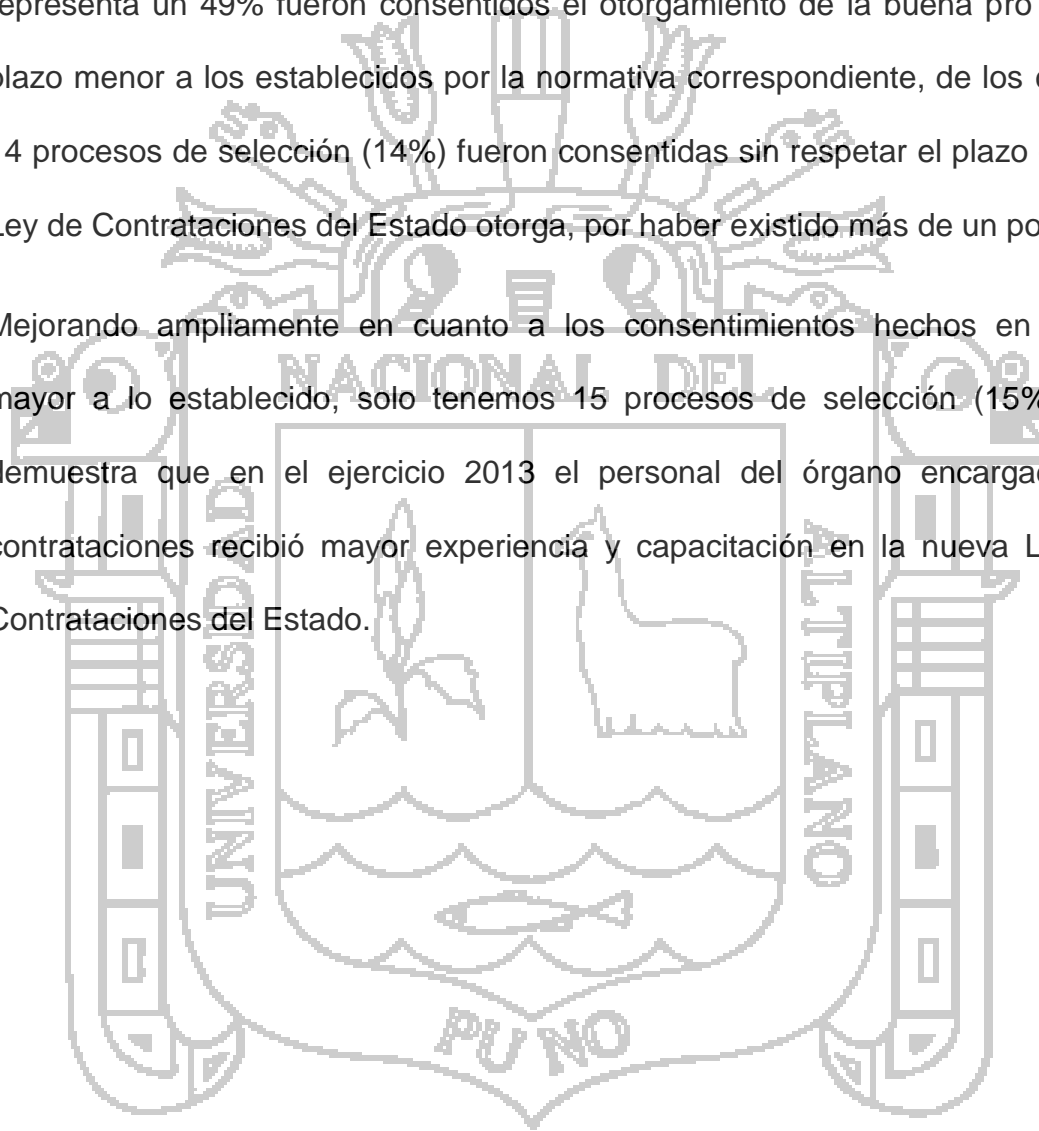 representa un 49% fueron consentidos el otorgamiento de la buena pro
plazo menor a los establecidos por la normativa correspondiente, de los
4 procesos de selección (14%) fueron consentidas sin respetar el plazo
Ley de Contrataciones del Estado otorga, por haber existido más de un po
Mejorando ampliamente en cuanto a los consentimientos hechos en
mayor a lo establecido, solo tenemos 15 procesos de selección (15%
demuestra que en el ejercicio 2013 el personal del órgano encargad
contrataciones recibió mayor experiencia y capacitación en la nueva L
Contrataciones del Estado.
UNIVERSIDAD
NACIONAL DEL
ALTIPLANO
PUNO